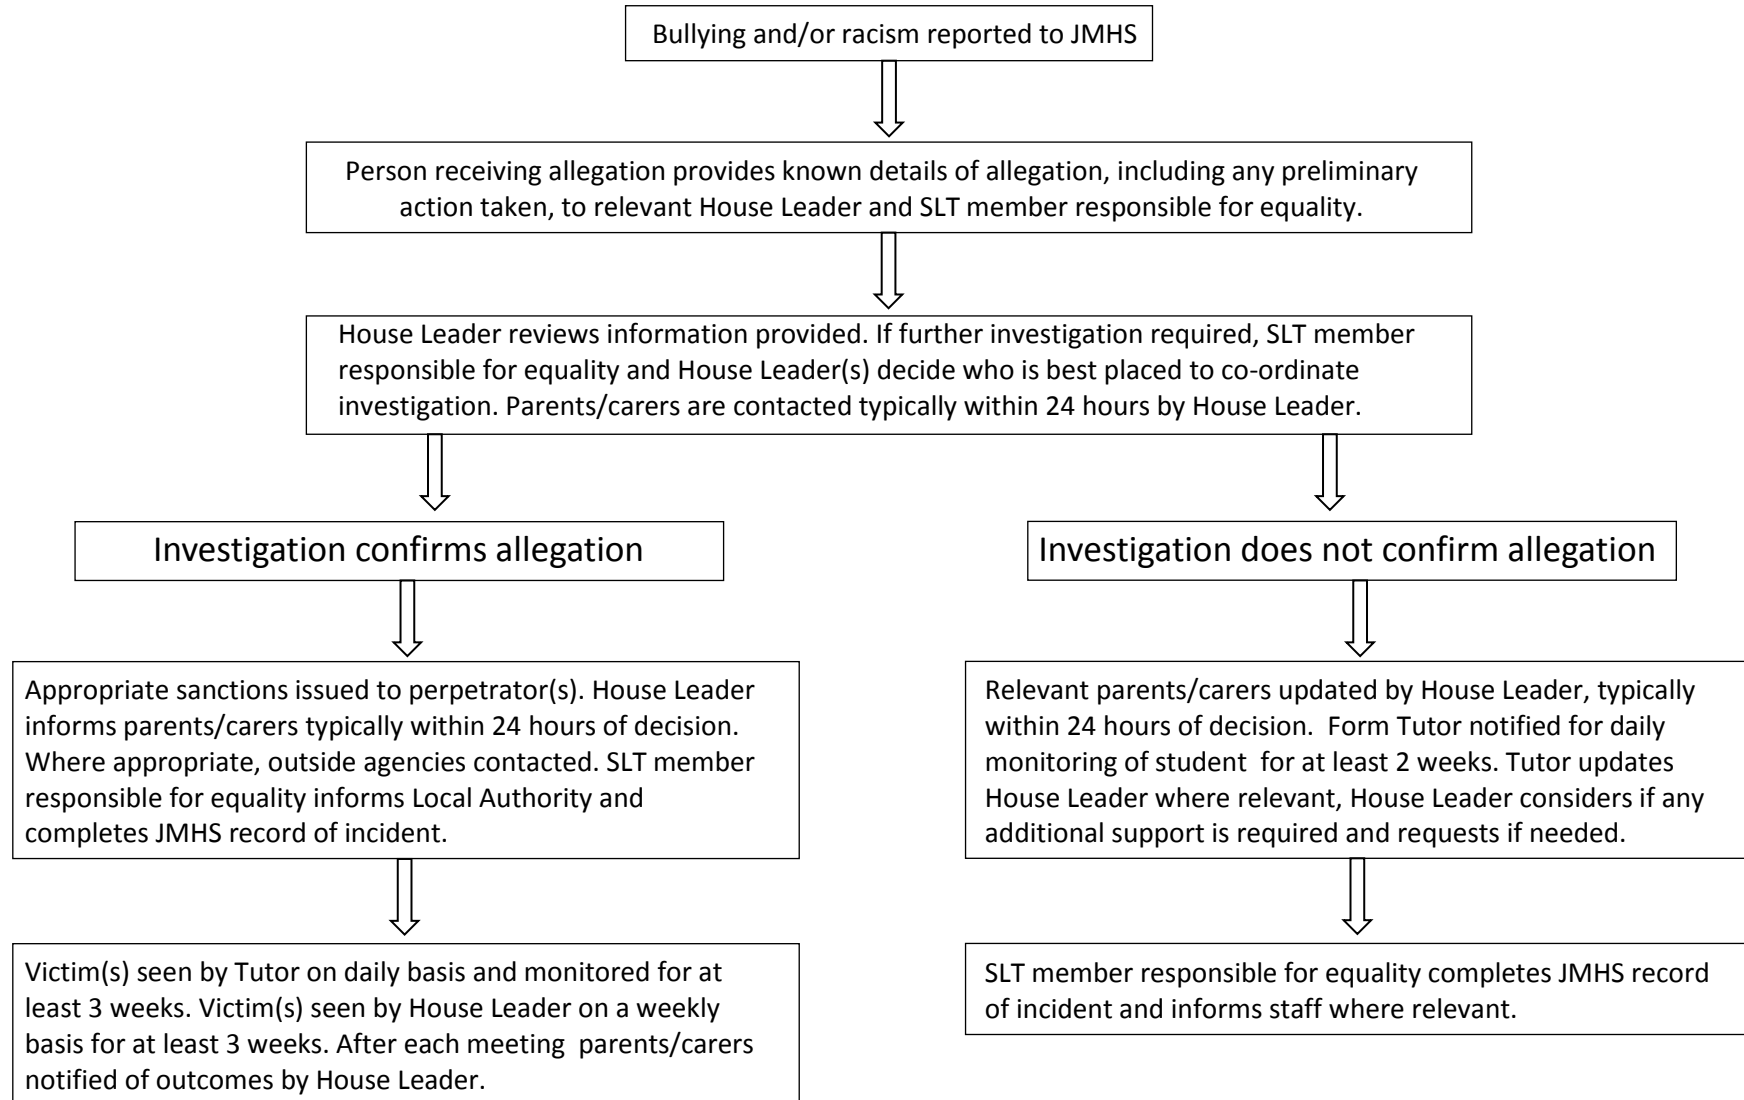 Bullying and/or racism reported to JMHS
Person receiving allegation provides known details of allegation, including any preliminary
action taken, to relevant House Leader and SLT member responsible for equality.
House Leader reviews information provided. If further investigation required, SLT member
responsible for equality and House Leader(s) decide who is best placed to co-ordinate
investigation. Parents/carers are contacted typically within 24 hours by House Leader.
Investigation confirms allegation
Appropriate sanctions issued to perpetrator(s). House Leader
informs parents/carers typically within 24 hours of decision.
Where appropriate, outside agencies contacted. SLT member
responsible for equality informs Local Authority and
completes JMHS record of incident.
Victim(s) seen by Tutor on daily basis and monitored for at
least 3 weeks. Victim(s) seen by House Leader on a weekly
basis for at least 3 weeks. After each meeting parents/carers
notified of outcomes by House Leader.
Investigation does not confirm allegation
Relevant parents/carers updated by House Leader, typically
within 24 hours of decision. Form Tutor notified for daily
monitoring of student for at least 2 weeks. Tutor updates
House Leader where relevant, House Leader considers if any
additional support is required and requests if needed.
SLT member responsible for equality completes JMHS record
of incident and informs staff where relevant.